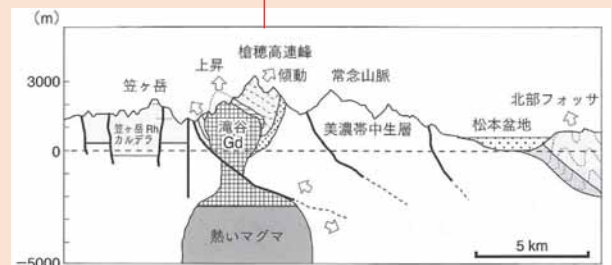 (m)
3000
0
−5000
笠ヶ岳
上昇
槍穂高連峰
傾動
常念山脈
北部フォッサ
笠ヶ岳 Rh
カルデラ
滝谷
Gd
美濃帯中生層
松本盆地
熱いマグマ
5 km